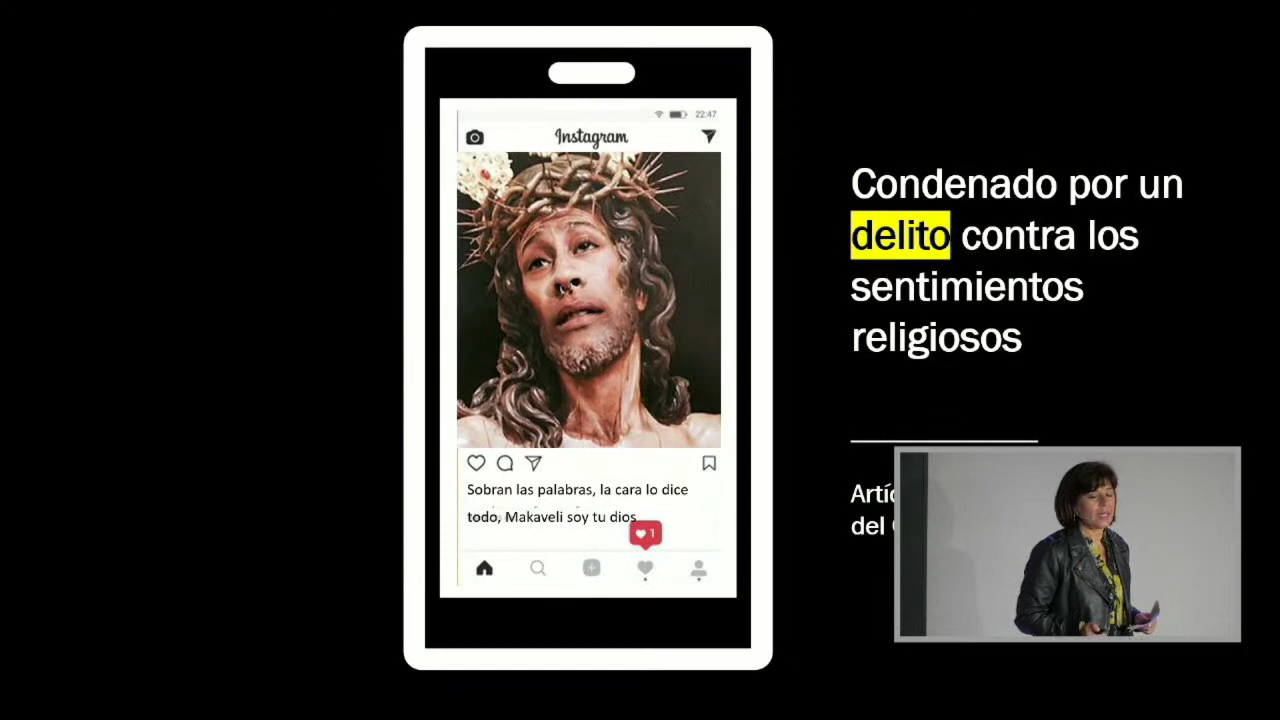 22:47
Instagram
Sobran las palabras, la cara lo dice
todo, Makaveli soy tu dios
1
Condenado por un
delito contra los
sentimientos
religiosos
del